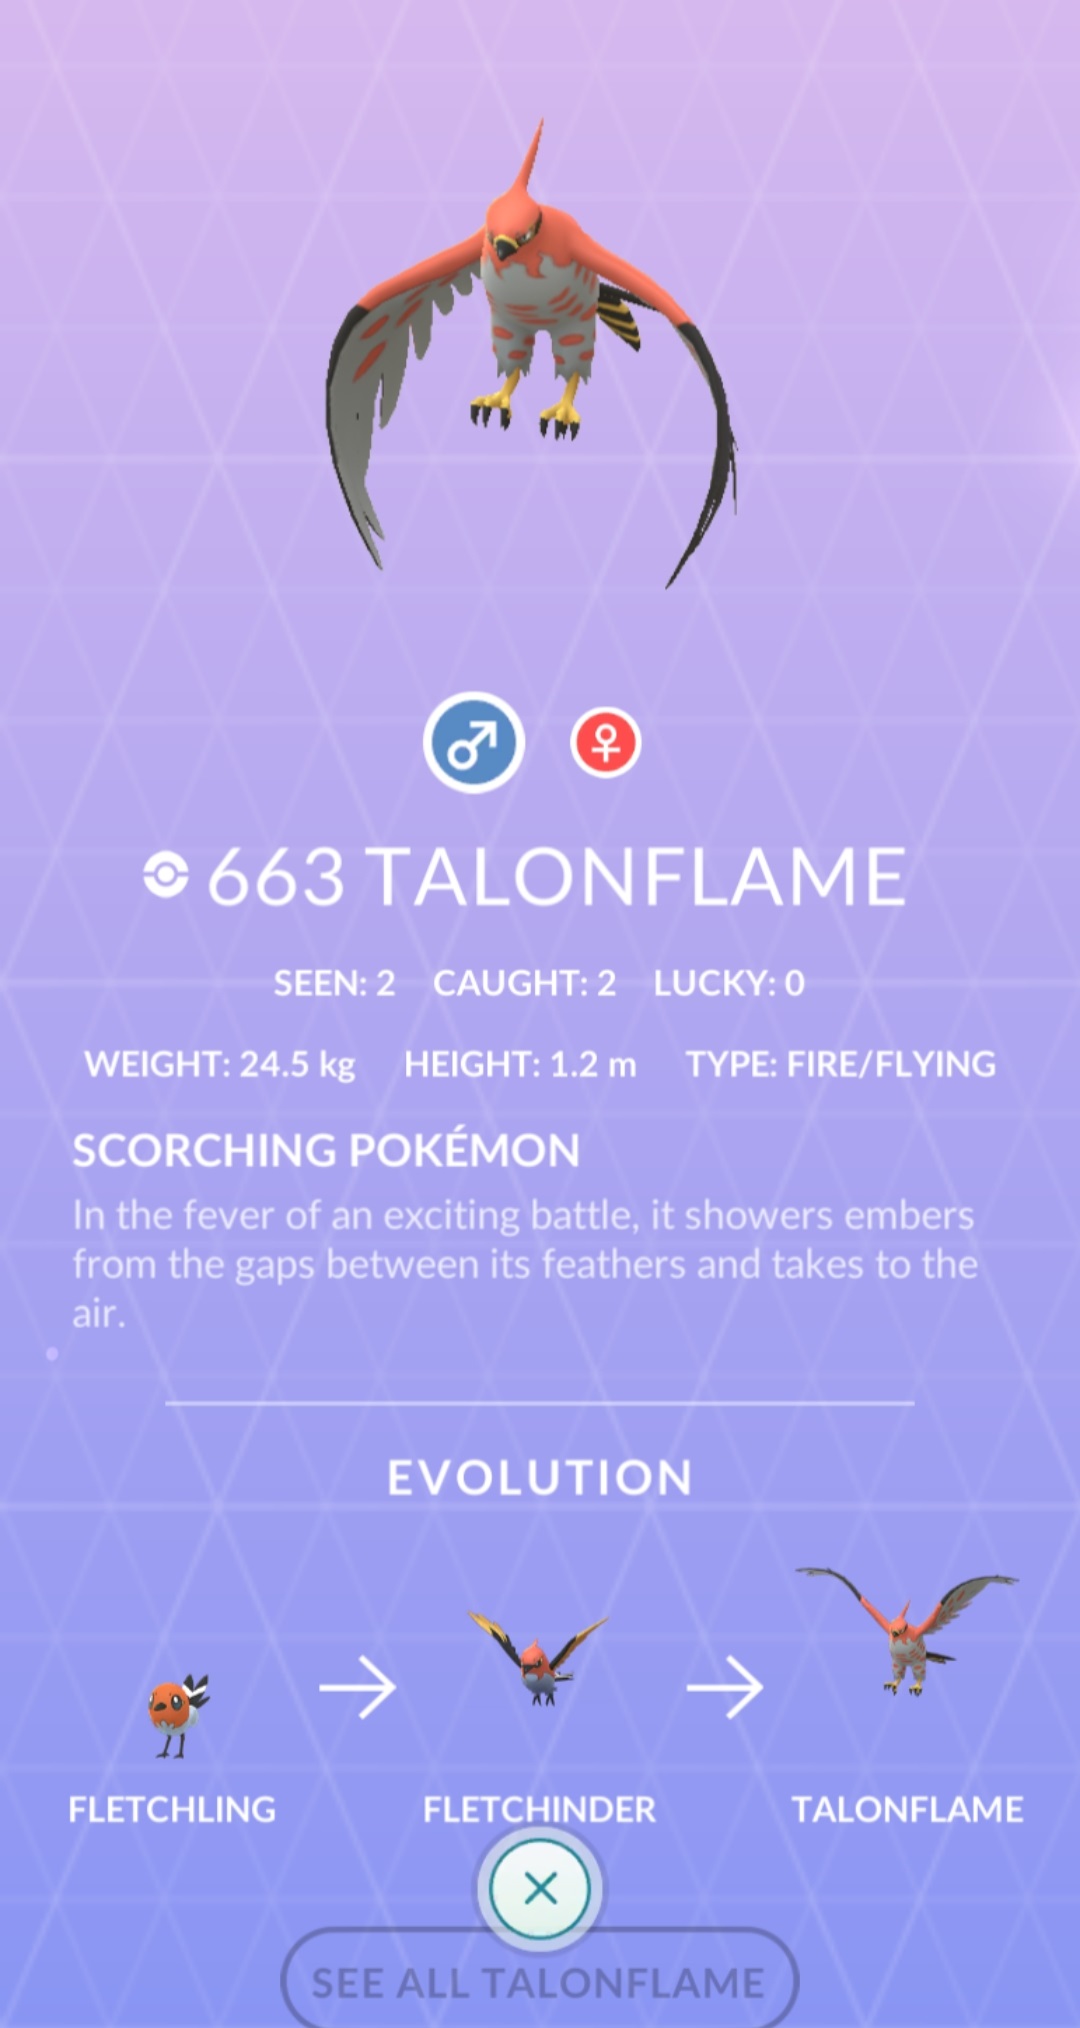 663 TALONFLAME
SEEN: 2 CAUGHT: 2 LUCKY: 0
WEIGHT: 24.5 kg HEIGHT: 1.2 m TYPE: FIRE/FLYING
SCORCHING POKÉMON
In the fever of an exciting battle, it showers embers
from the gaps between its feathers and takes to the
air.
EVOLUTION
FLETCHLING FLETCHINDER TALONFLAME
SEE ALL TALONFLAME